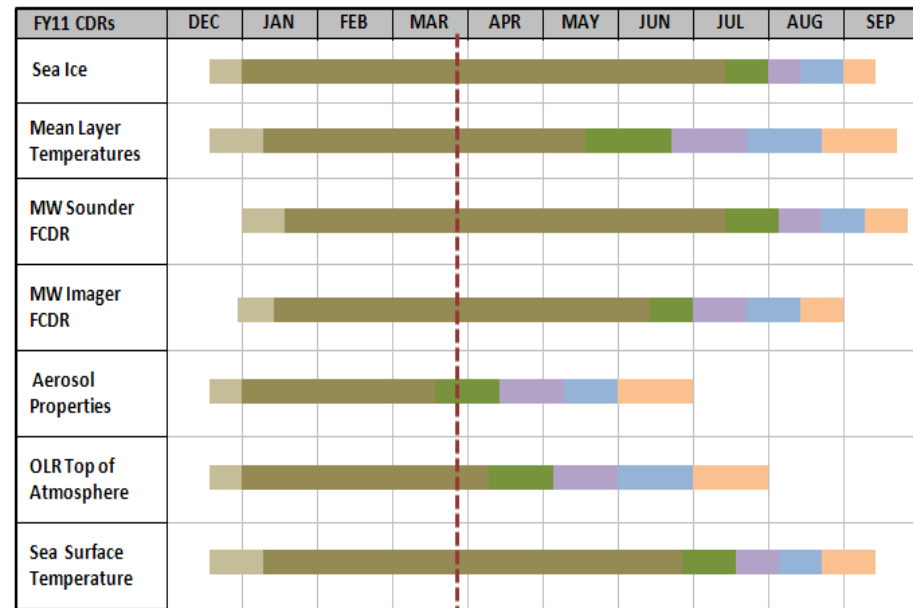 FY11 CDRs DEC JAN FEB MAR APR MAY JUN JUL AUG SEP
Sea Ice
Mean Layer
Temperatures
MW Sounder
FCDR
MW Imager
FCDR
Aerosol
Properties
OLR Top of
Atmosphere
Sea Surface
Temperature